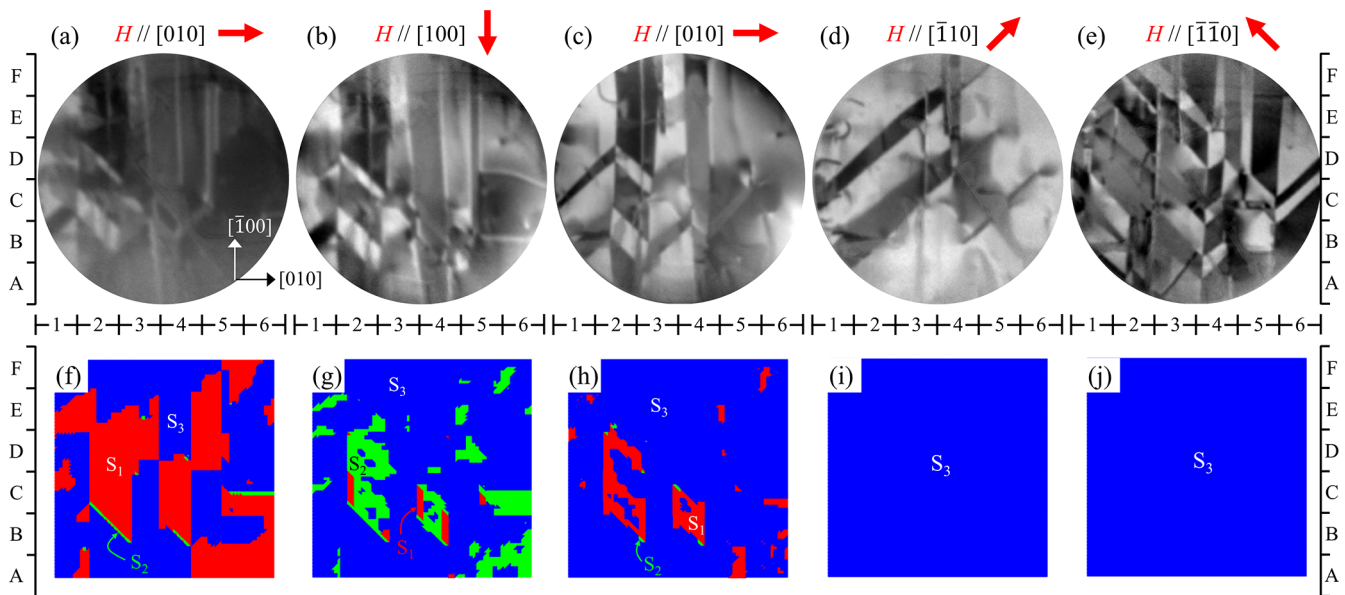 (a) H // [010] (b) H // [100] (c) H // [010] (d) H // [1̄10] (e) H // [1̄1̄0]
F F
E E
D D
C C
B [1̄00] B
A [010] A
1 2 3 4 5 6 1 2 3 4 5 6 1 2 3 4 5 6 1 2 3 4 5 6 1 2 3 4 5 6
F (f) (g) S₃ (h) (i) (j) F
E S₃ S₃ E
D S₁ S₂ S₃ S₃ D
C C
B S₁ S₁ B
A S₂ S₂ A